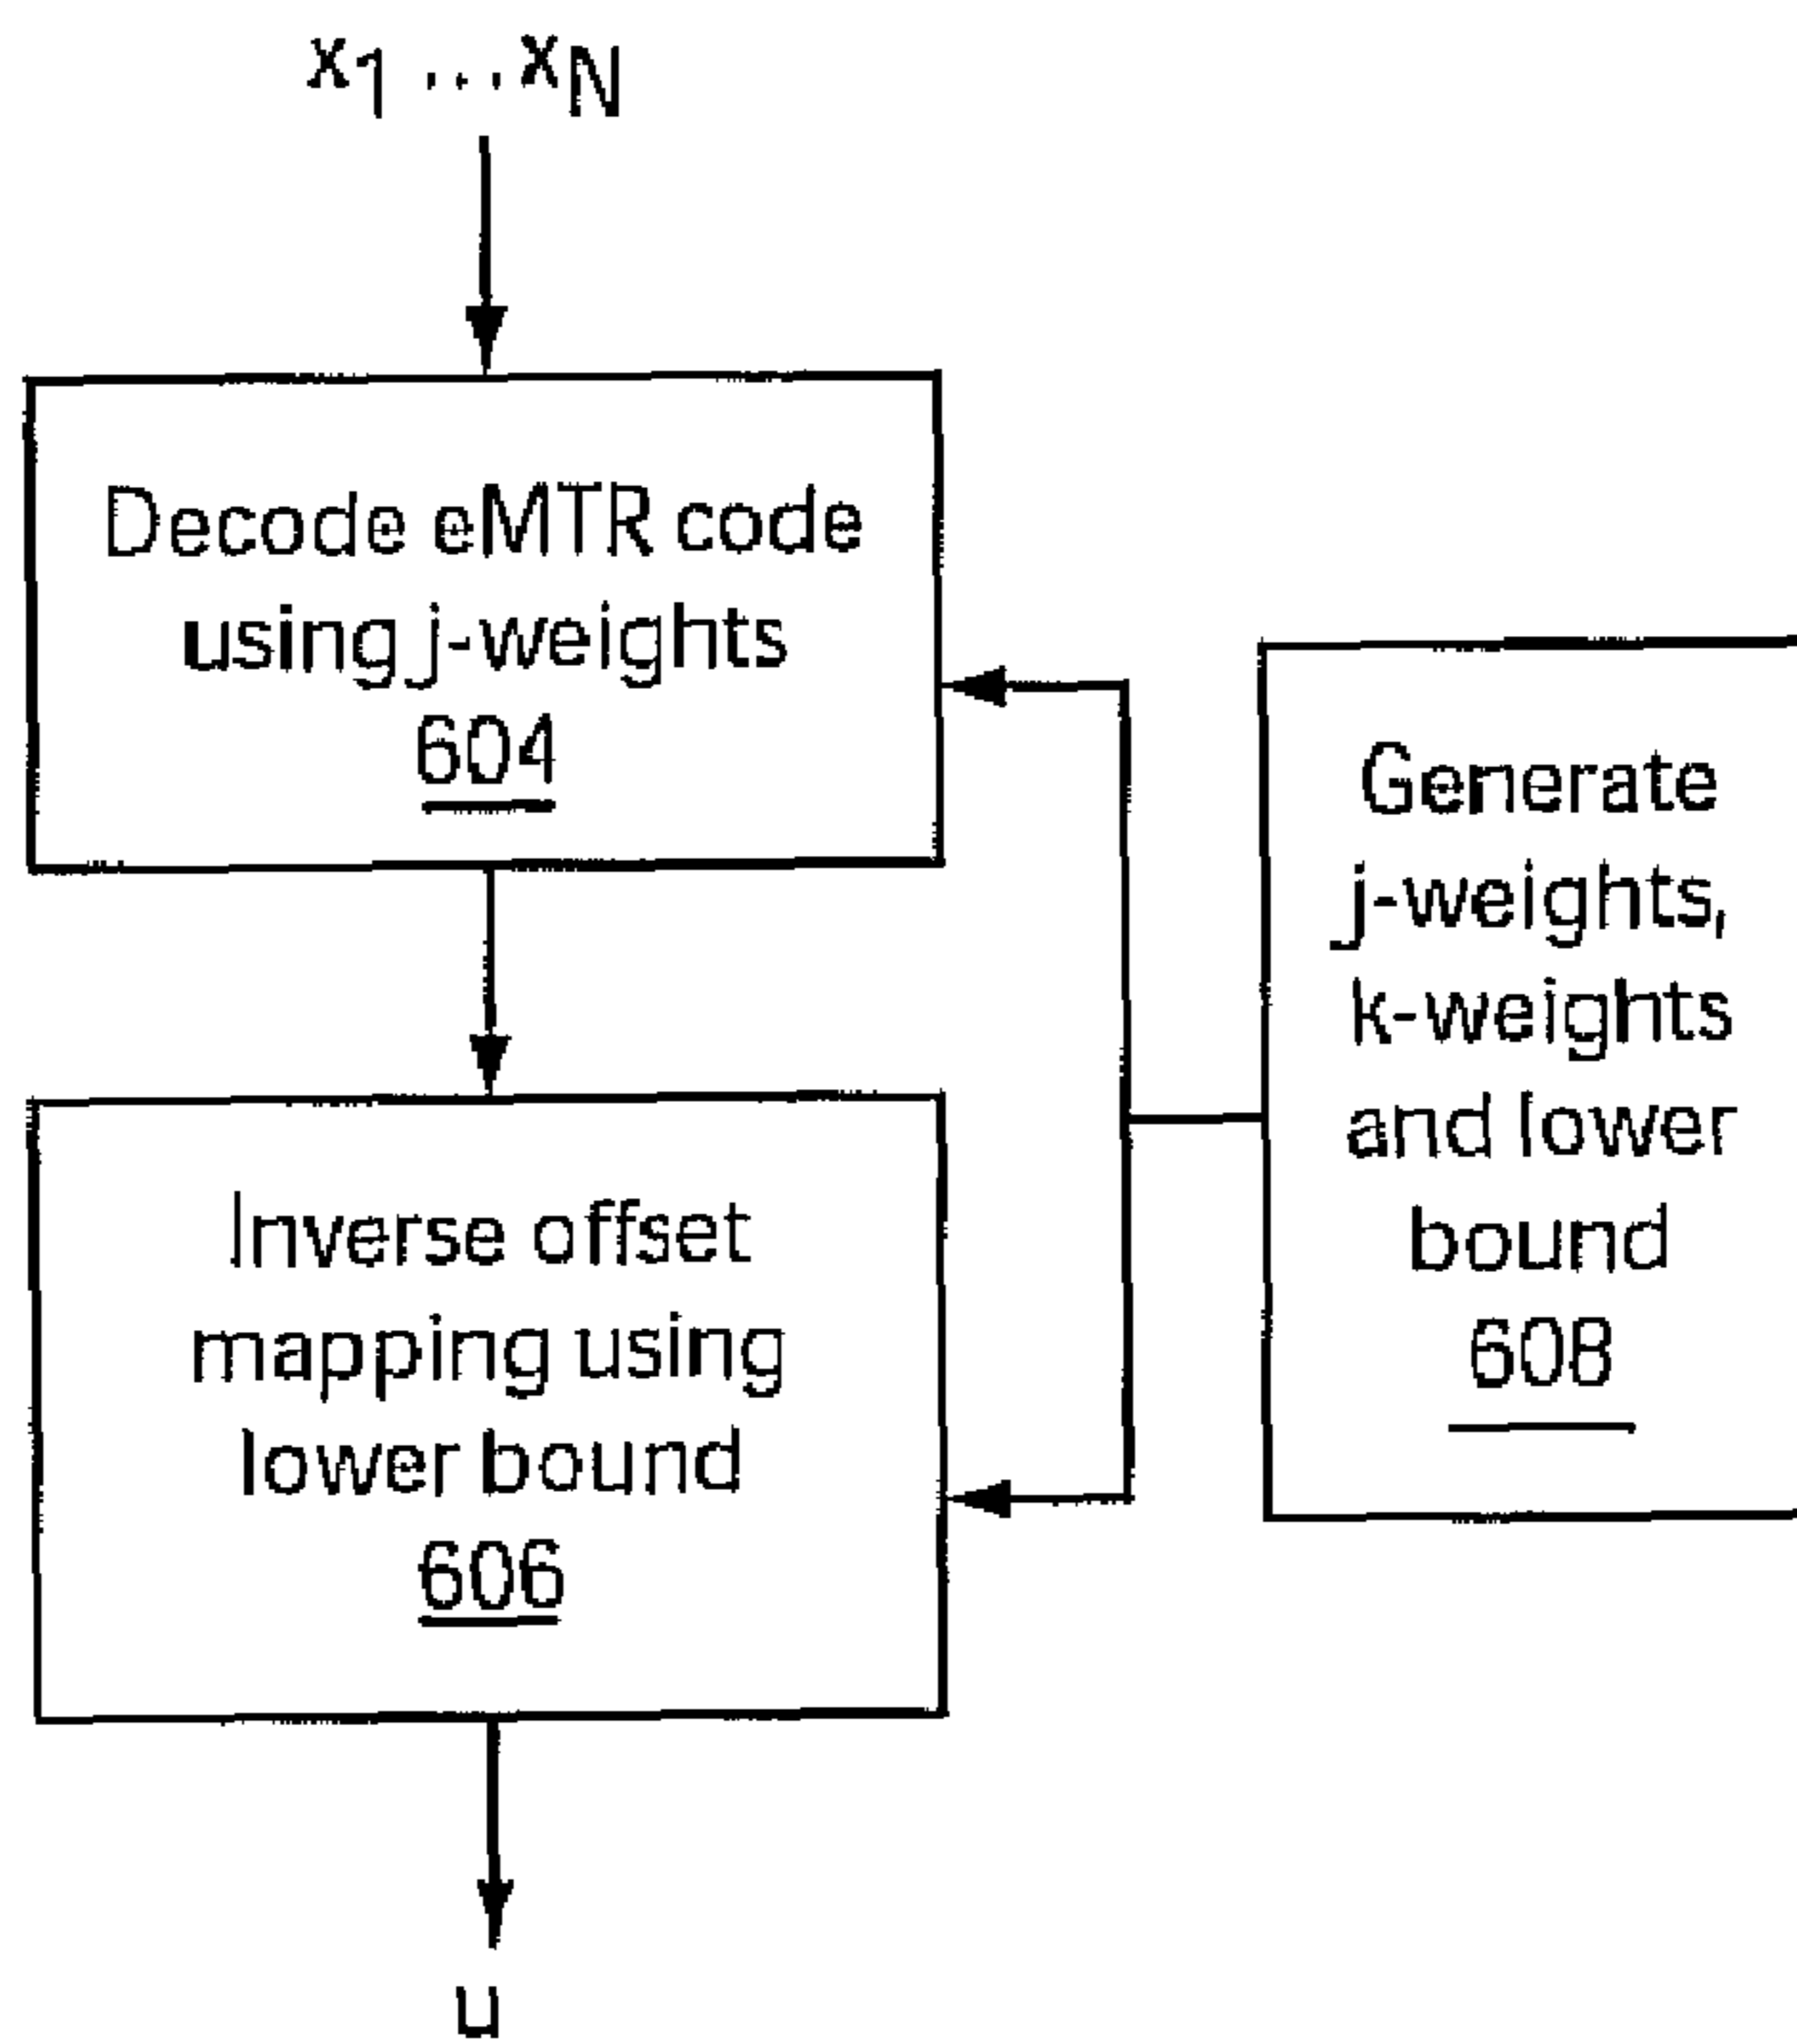 x1 ... xN
Decode eMTR code
using j-weights
604
Generate
j-weights,
k-weights
and lower
bound
608
Inverse offset
mapping using
lower bound
606
u